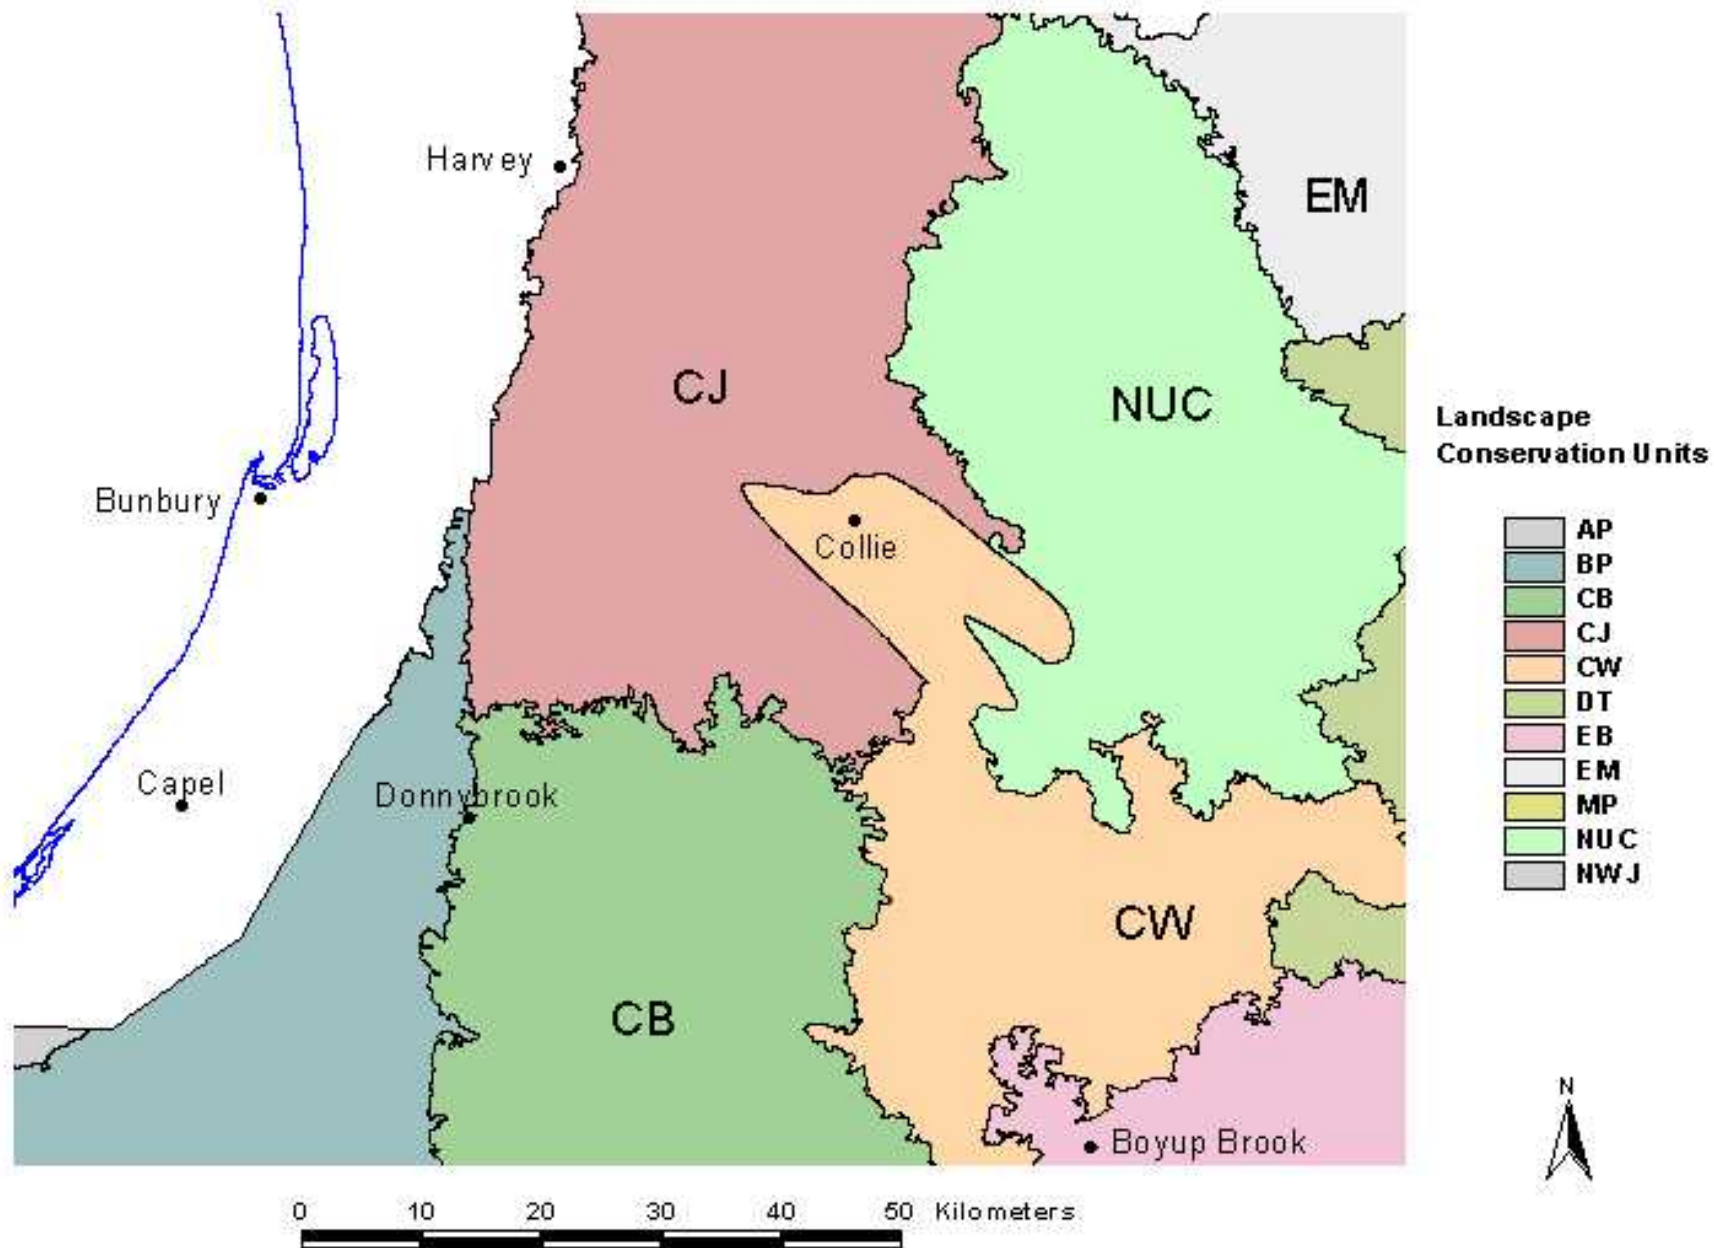 Harvey
EM
CJ
NUC
Bunbury
Collie
Capel
Donnybrook
CW
CB
Boyup Brook
0 10 20 30 40 50 Kilometers
Landscape
Conservation Units
AP
BP
CB
CJ
CW
DT
EB
EM
MP
NUC
NWJ
N